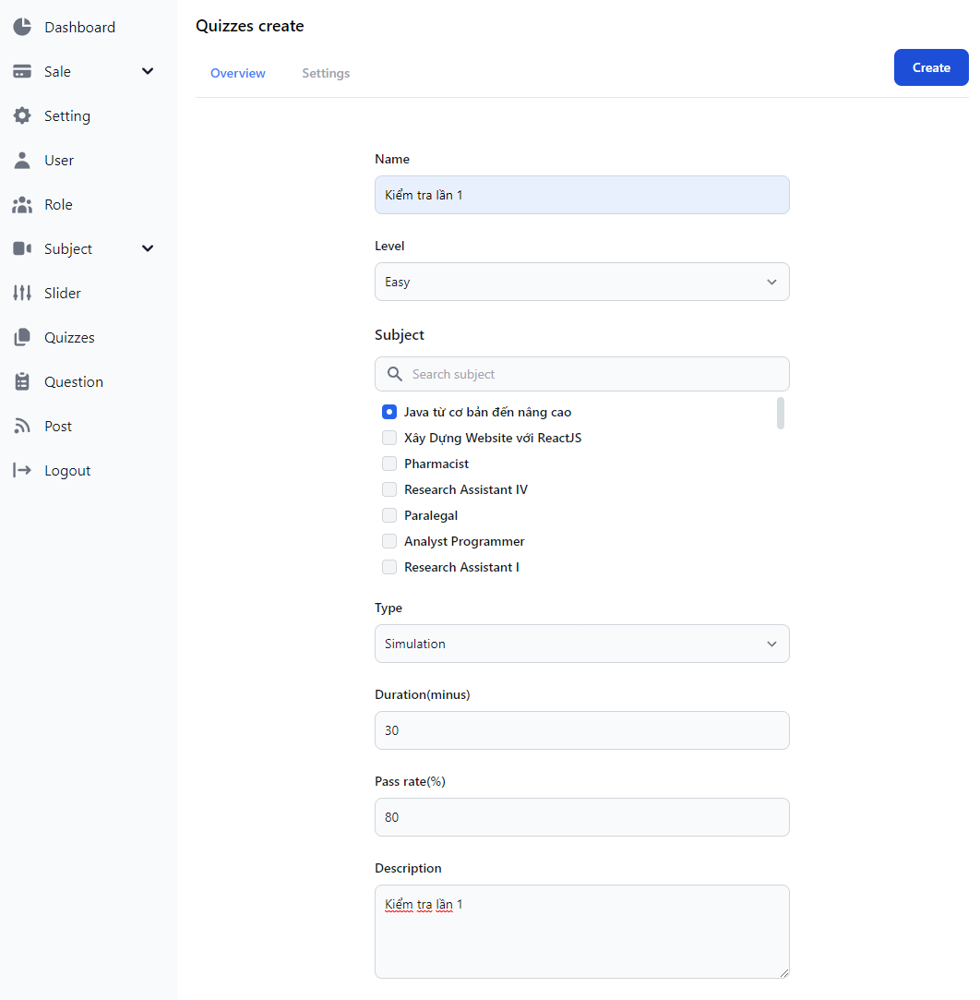 Dashboard
Sale
Setting
User
Role
Subject
Slider
Quizzes
Question
Post
Logout
Quizzes create
Overview
Settings
Create
Name
Kiểm tra lần 1
Level
Easy
Subject
Search subject
Java từ cơ bản đến nâng cao
Xây Dựng Website với ReactJS
Pharmacist
Research Assistant IV
Paralegal
Analyst Programmer
Research Assistant I
Type
Simulation
Duration(minus)
30
Pass rate(%)
80
Description
Kiểm tra lần 1